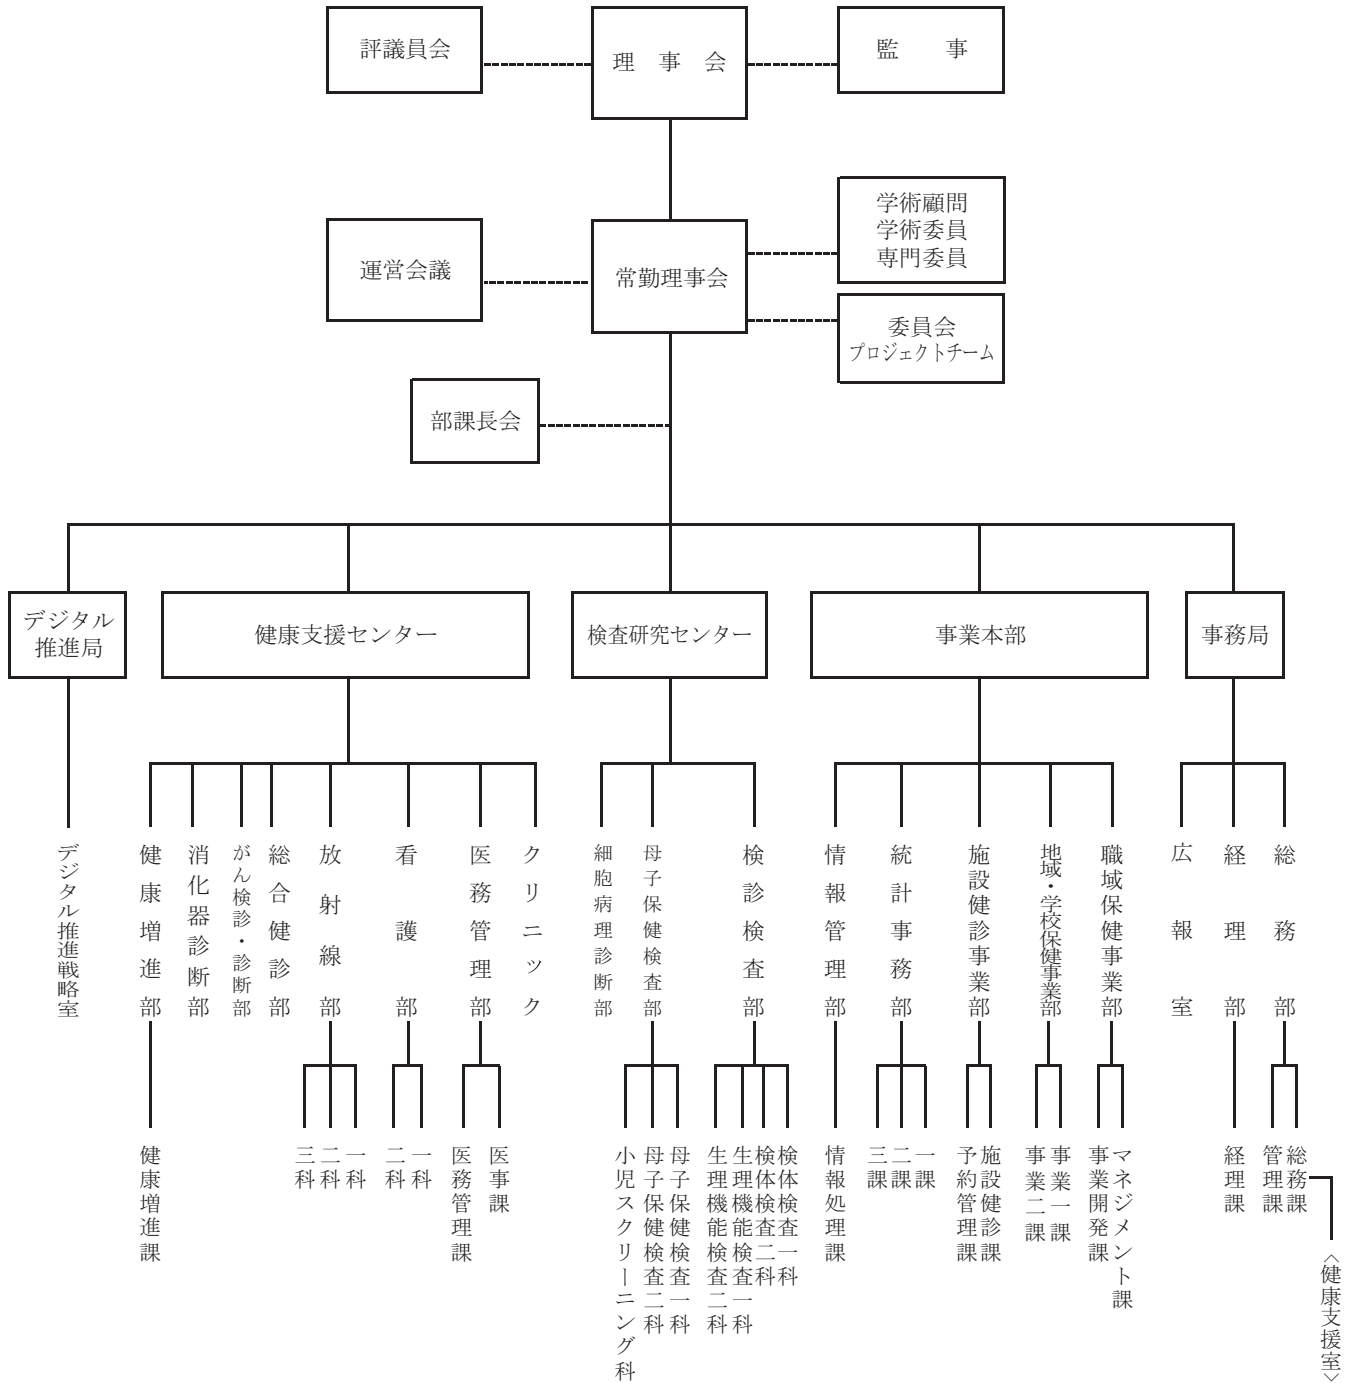 評議員会
理　事　会
監　　事
学術顧問
学術委員
専門委員
運営会議
常勤理事会
委員会
プロジェクトチーム
部課長会
デジタル
推進局
健康支援センター
検査研究センター
事業本部
事務局
デジタル推進戦略室
健康増進部
消化器診断部
がん検診・診断部
総合健診部
放射線部
看護部
医務管理部
クリニック
細胞病理診断部
母子保健検査部
検診検査部
情報管理部
統計事務部
施設健診事業部
地域・学校保健事業部
職域保健事業部
広報室
経理部
総務部
健康増進課
三科
二科
一科
二科
一科
医務管理課
医事課
小児スクリーニング科
母子保健検査二科
母子保健検査一科
生理機能検査二科
生理機能検査一科
検体検査二科
検体検査一科
情報処理課
三課
二課
一課
予約管理課
施設健診課
事業二課
事業一課
事業開発課
マネジメント課
経理課
管理課
総務課
〈健康支援室〉